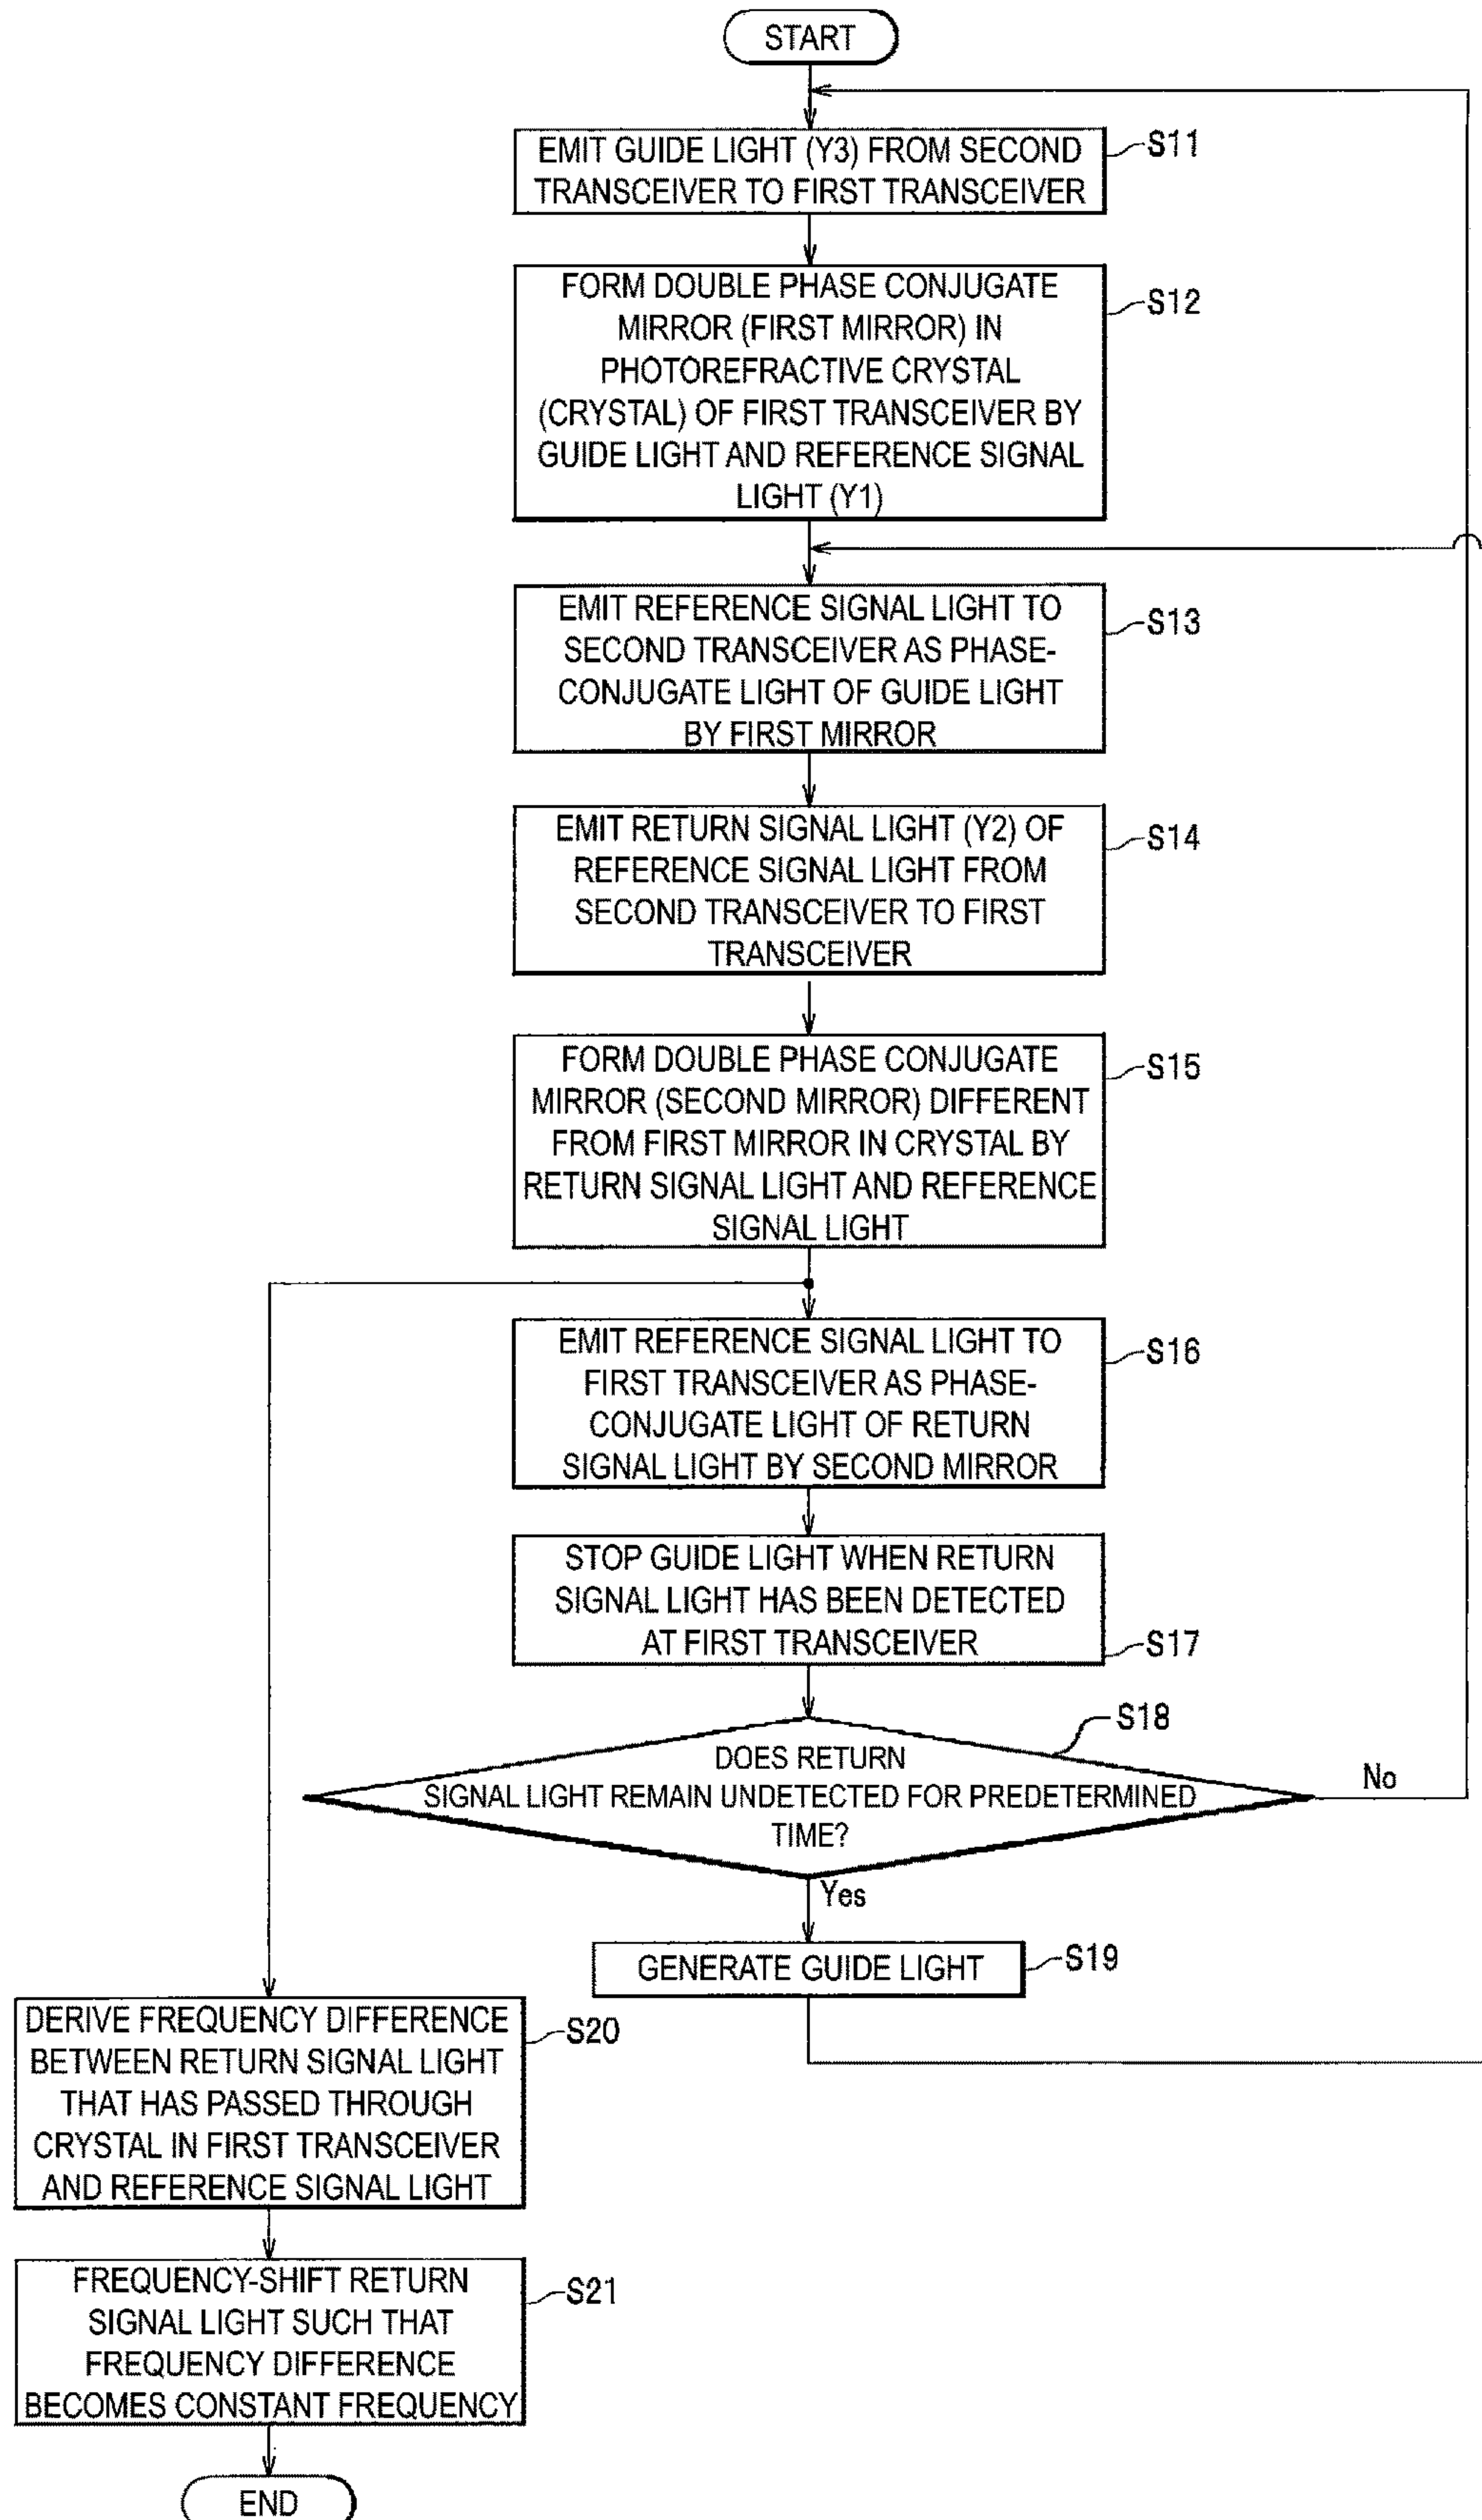 START
EMIT GUIDE LIGHT (Y3) FROM SECOND
TRANSCEIVER TO FIRST TRANSCEIVER
S11
FORM DOUBLE PHASE CONJUGATE
MIRROR (FIRST MIRROR) IN
PHOTOREFRACTIVE CRYSTAL
(CRYSTAL) OF FIRST TRANSCEIVER BY
GUIDE LIGHT AND REFERENCE SIGNAL
LIGHT (Y1)
S12
EMIT REFERENCE SIGNAL LIGHT TO
SECOND TRANSCEIVER AS PHASE-
CONJUGATE LIGHT OF GUIDE LIGHT
BY FIRST MIRROR
S13
EMIT RETURN SIGNAL LIGHT (Y2) OF
REFERENCE SIGNAL LIGHT FROM
SECOND TRANSCEIVER TO FIRST
TRANSCEIVER
S14
FORM DOUBLE PHASE CONJUGATE
MIRROR (SECOND MIRROR) DIFFERENT
FROM FIRST MIRROR IN CRYSTAL BY
RETURN SIGNAL LIGHT AND REFERENCE
SIGNAL LIGHT
S15
EMIT REFERENCE SIGNAL LIGHT TO
FIRST TRANSCEIVER AS PHASE-
CONJUGATE LIGHT OF RETURN
SIGNAL LIGHT BY SECOND MIRROR
S16
STOP GUIDE LIGHT WHEN RETURN
SIGNAL LIGHT HAS BEEN DETECTED
AT FIRST TRANSCEIVER
S17
DOES RETURN
SIGNAL LIGHT REMAIN UNDETECTED FOR PREDETERMINED
TIME?
S18
No
Yes
GENERATE GUIDE LIGHT
S19
DERIVE FREQUENCY DIFFERENCE
BETWEEN RETURN SIGNAL LIGHT
THAT HAS PASSED THROUGH
CRYSTAL IN FIRST TRANSCEIVER
AND REFERENCE SIGNAL LIGHT
S20
FREQUENCY-SHIFT RETURN
SIGNAL LIGHT SUCH THAT
FREQUENCY DIFFERENCE
BECOMES CONSTANT FREQUENCY
S21
END